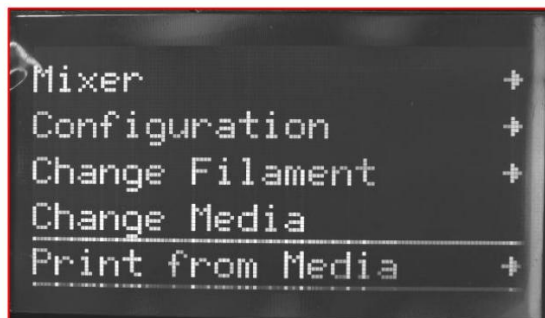 Mixer →
Configuration →
Change Filament →
Change Media
Print from Media →